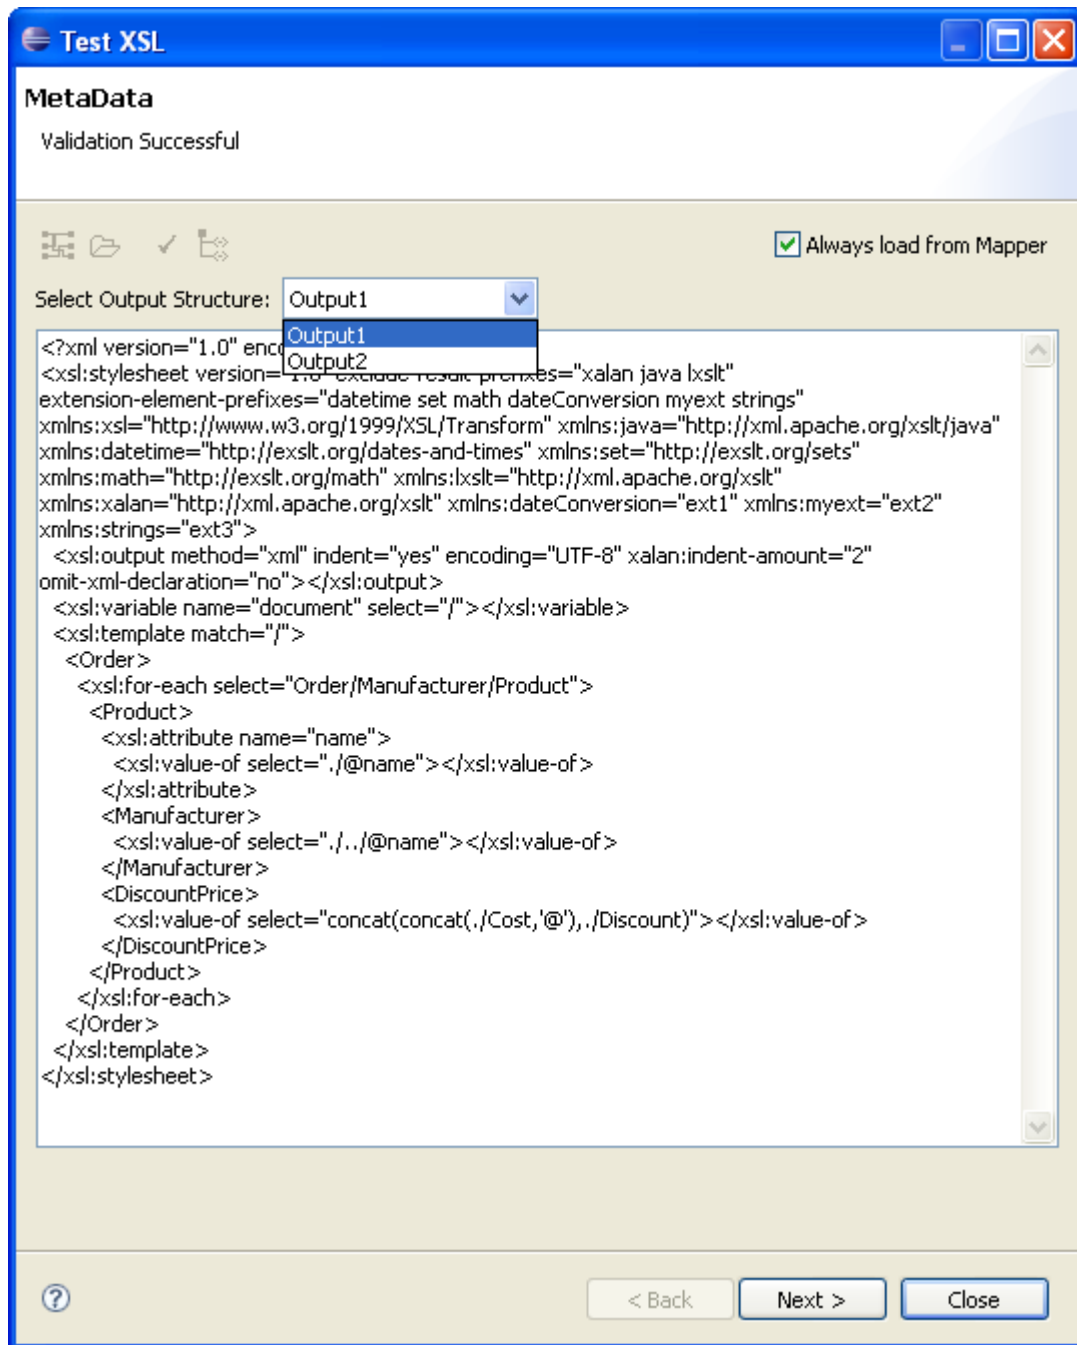 Test XSL
MetaData
Validation Successful
Always load from Mapper
Select Output Structure: Output1
Output1
Output2
<?xml version="1.0"
<xsl:stylesheet version="1.0" exclude-result-prefixes="xalan java lxslt"
extension-element-prefixes="datetime set math dateConversion myext strings"
xmlns:xsl="http://www.w3.org/1999/XSL/Transform" xmlns:java="http://xml.apache.org/xslt/java"
xmlns:datetime="http://exslt.org/dates-and-times" xmlns:set="http://exslt.org/sets"
xmlns:math="http://exslt.org/math" xmlns:lxslt="http://xml.apache.org/xslt"
xmlns:xalan="http://xml.apache.org/xslt" xmlns:dateConversion="ext1" xmlns:myext="ext2"
xmlns:strings="ext3">
<xsl:output method="xml" indent="yes" encoding="UTF-8" xalan:indent-amount="2"
omit-xml-declaration="no"></xsl:output>
<xsl:variable name="document" select="/"></xsl:variable>
<xsl:template match="/">
<Order>
<xsl:for-each select="Order/Manufacturer/Product">
<Product>
<xsl:attribute name="name">
<xsl:value-of select="./@name"></xsl:value-of>
</xsl:attribute>
<Manufacturer>
<xsl:value-of select="./../@name"></xsl:value-of>
</Manufacturer>
<DiscountPrice>
<xsl:value-of select="concat(concat(./Cost,'@'),./Discount)"></xsl:value-of>
</DiscountPrice>
</Product>
</xsl:for-each>
</Order>
</xsl:template>
</xsl:stylesheet>
< Back
Next >
Close